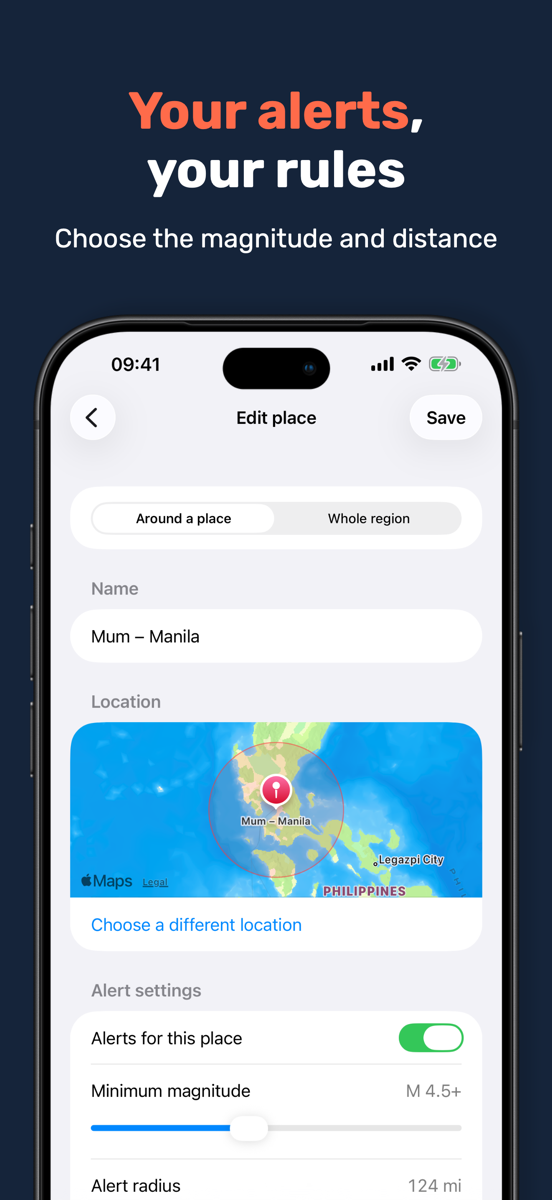 Your alerts,
your rules
Choose the magnitude and distance
09:41
Edit place
Save
Around a place
Whole region
Name
Mum – Manila
Location
Mum – Manila
Legazpi City
Maps
Legal
PHILIPPINES
Choose a different location
Alert settings
Alerts for this place
Minimum magnitude
M 4.5+
Alert radius
124 mi